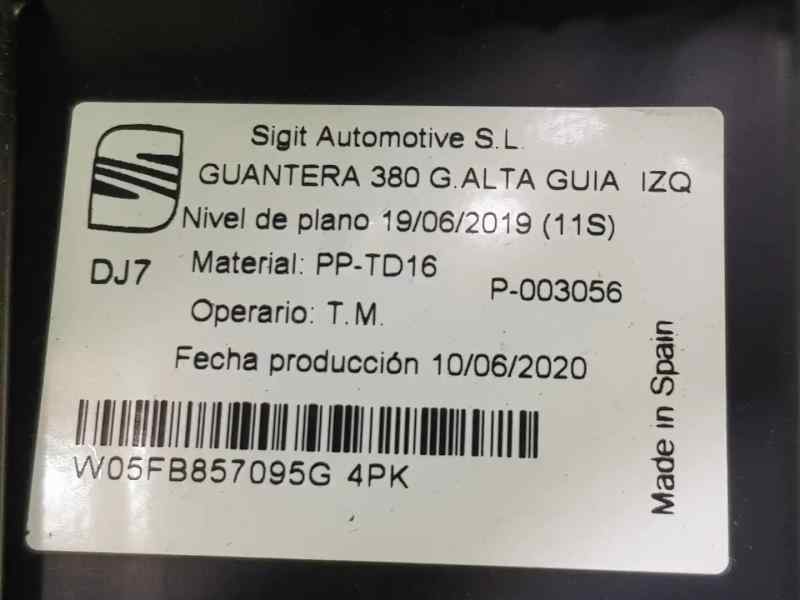 Sigit Automotive S.L.
GUANTERA 380 G.ALTA GUIA IZQ
Nivel de plano 19/06/2019 (11S)
DJ7
Material: PP-TD16
P-003056
Operario: T.M.
Fecha producción 10/06/2020
W05FB857095G 4PK
Made in Spain